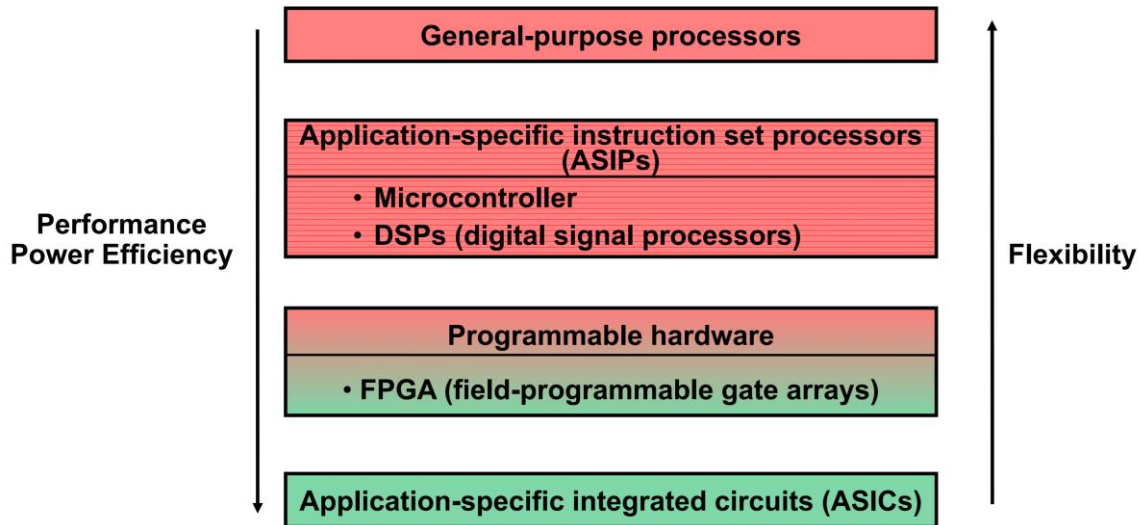 General-purpose processors
Application-specific instruction set processors
(ASIPs)
• Microcontroller
• DSPs (digital signal processors)
Performance
Power Efficiency
Flexibility
Programmable hardware
• FPGA (field-programmable gate arrays)
Application-specific integrated circuits (ASICs)